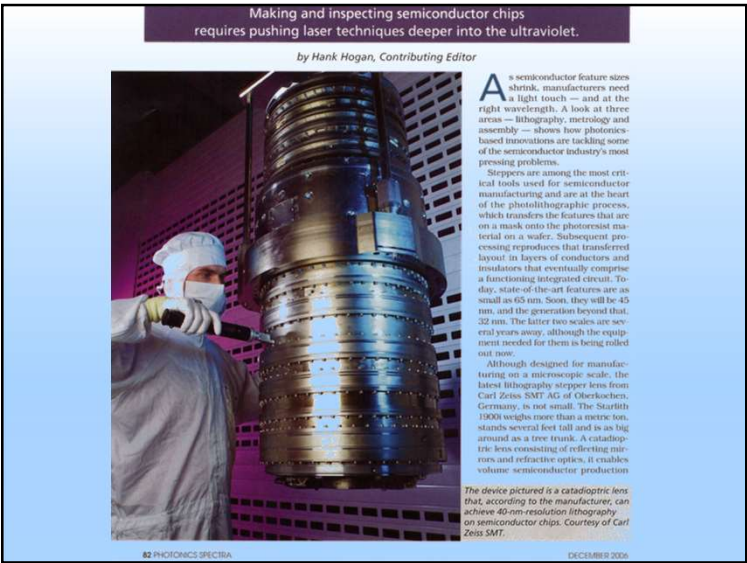 Making and inspecting semiconductor chips
requires pushing laser techniques deeper into the ultraviolet.
by Hank Hogan, Contributing Editor
As semiconductor feature sizes
shrink, manufacturers need
a light touch — and at the
right wavelength. A look at three
areas — lithography, metrology and
assembly — shows how photonics-
based innovations are tackling some
of the semiconductor industry's most
pressing problems.
Steppers are among the most crit-
ical tools used for semiconductor
manufacturing and are at the heart
of the photolithographic process,
which transfers the features that are
on a mask onto the photoresist ma-
terial on a wafer. Subsequent pro-
cessing reproduces that transferred
layout in layers of conductors and
insulators that eventually comprise
a functioning integrated circuit. To-
day, state-of-the-art features are as
small as 65 nm. Soon, they will be 45
nm, and the generation beyond that,
32 nm. The latter two scales are sev-
eral years away, although the equip-
ment needed for them is being rolled
out now.
Although designed for manufac-
turing on a microscopic scale, the
latest lithography stepper lens from
Carl Zeiss SMT AG of Oberkochen,
Germany, is not small. The Starlith
1900i weighs more than a metric ton,
stands several feet tall and is as big
around as a tree trunk. A catadiop-
tric lens consisting of reflecting mir-
rors and refractive optics, it enables
volume semiconductor production
The device pictured is a catadioptric lens
that, according to the manufacturer, can
achieve 40-nm-resolution lithography
on semiconductor chips. Courtesy of Carl
Zeiss SMT.
82 PHOTONICS SPECTRA
DECEMBER 2006